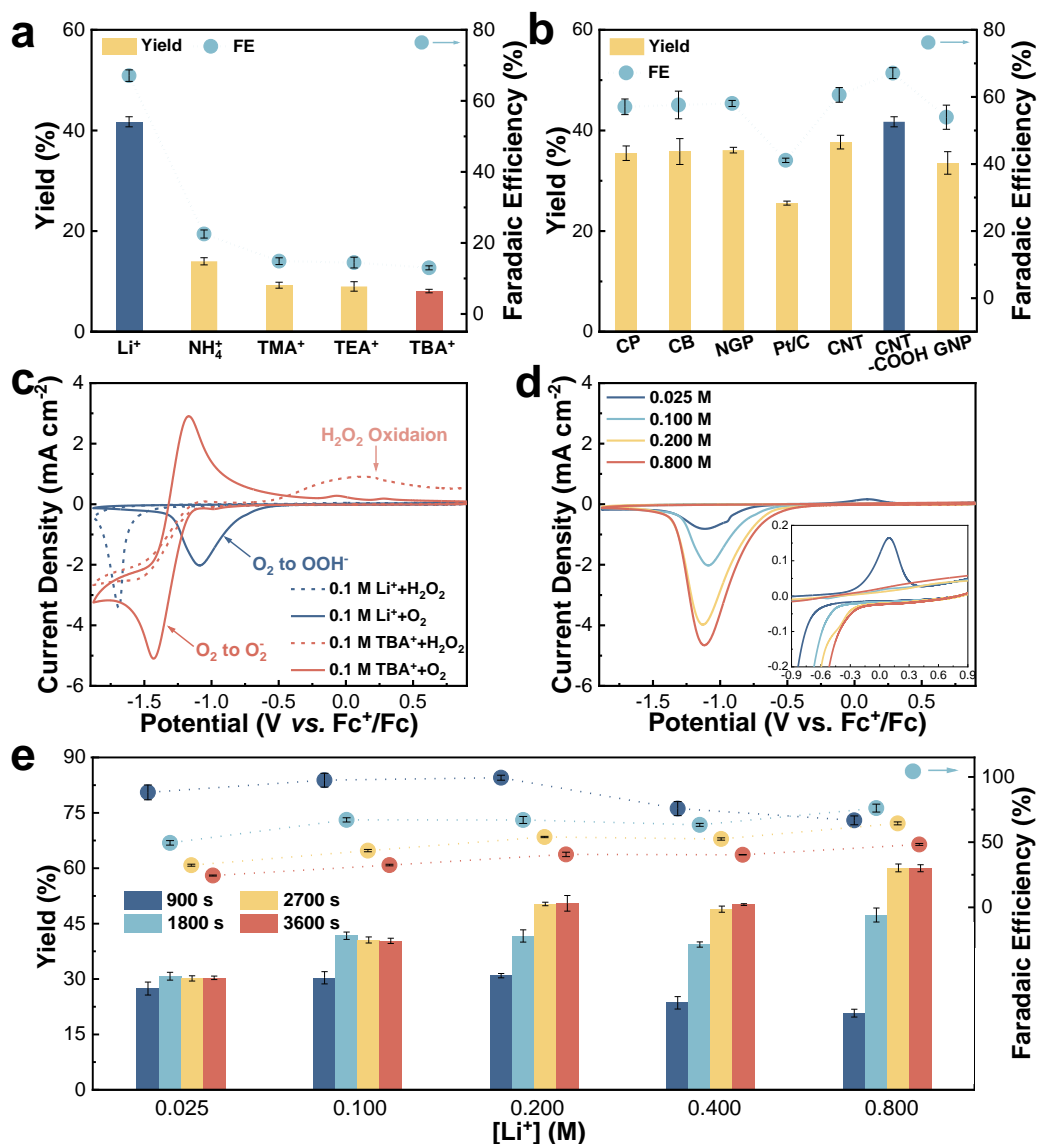 a
Yield
FE
Yield (%)
60
40
20
0
80
60
40
20
0
Faradaic Efficiency (%)
Li⁺
NH₄⁺
TMA⁺
TEA⁺
TBA⁺
b
Yield
FE
Yield (%)
60
40
20
0
80
60
40
20
0
Faradaic Efficiency (%)
CP
CB
NGP
Pt/C
CNT
CNT
-COOH
GNP
c
Current Density (mA cm⁻²)
4
2
0
-2
-4
-6
H₂O₂ Oxidaion
O₂ to OOH⁻
O₂ to O₂⁻
0.1 M Li⁺+H₂O₂
0.1 M Li⁺+O₂
0.1 M TBA⁺+H₂O₂
0.1 M TBA⁺+O₂
-1.5 -1.0 -0.5 0.0 0.5
Potential (V vs. Fc⁺/Fc)
d
Current Density (mA cm⁻²)
4
2
0
-2
-4
-6
0.025 M
0.100 M
0.200 M
0.800 M
0.2
0.1
0.0
-0.1
-0.2
-0.9 -0.6 -0.3 0.0 0.3 0.6 0.9
-1.5 -1.0 -0.5 0.0 0.5
Potential (V vs. Fc⁺/Fc)
e
Yield (%)
90
75
60
45
30
15
0
900 s
2700 s
1800 s
3600 s
100
50
0
Faradaic Efficiency (%)
0.025 0.100 0.200 0.400 0.800
[Li⁺] (M)